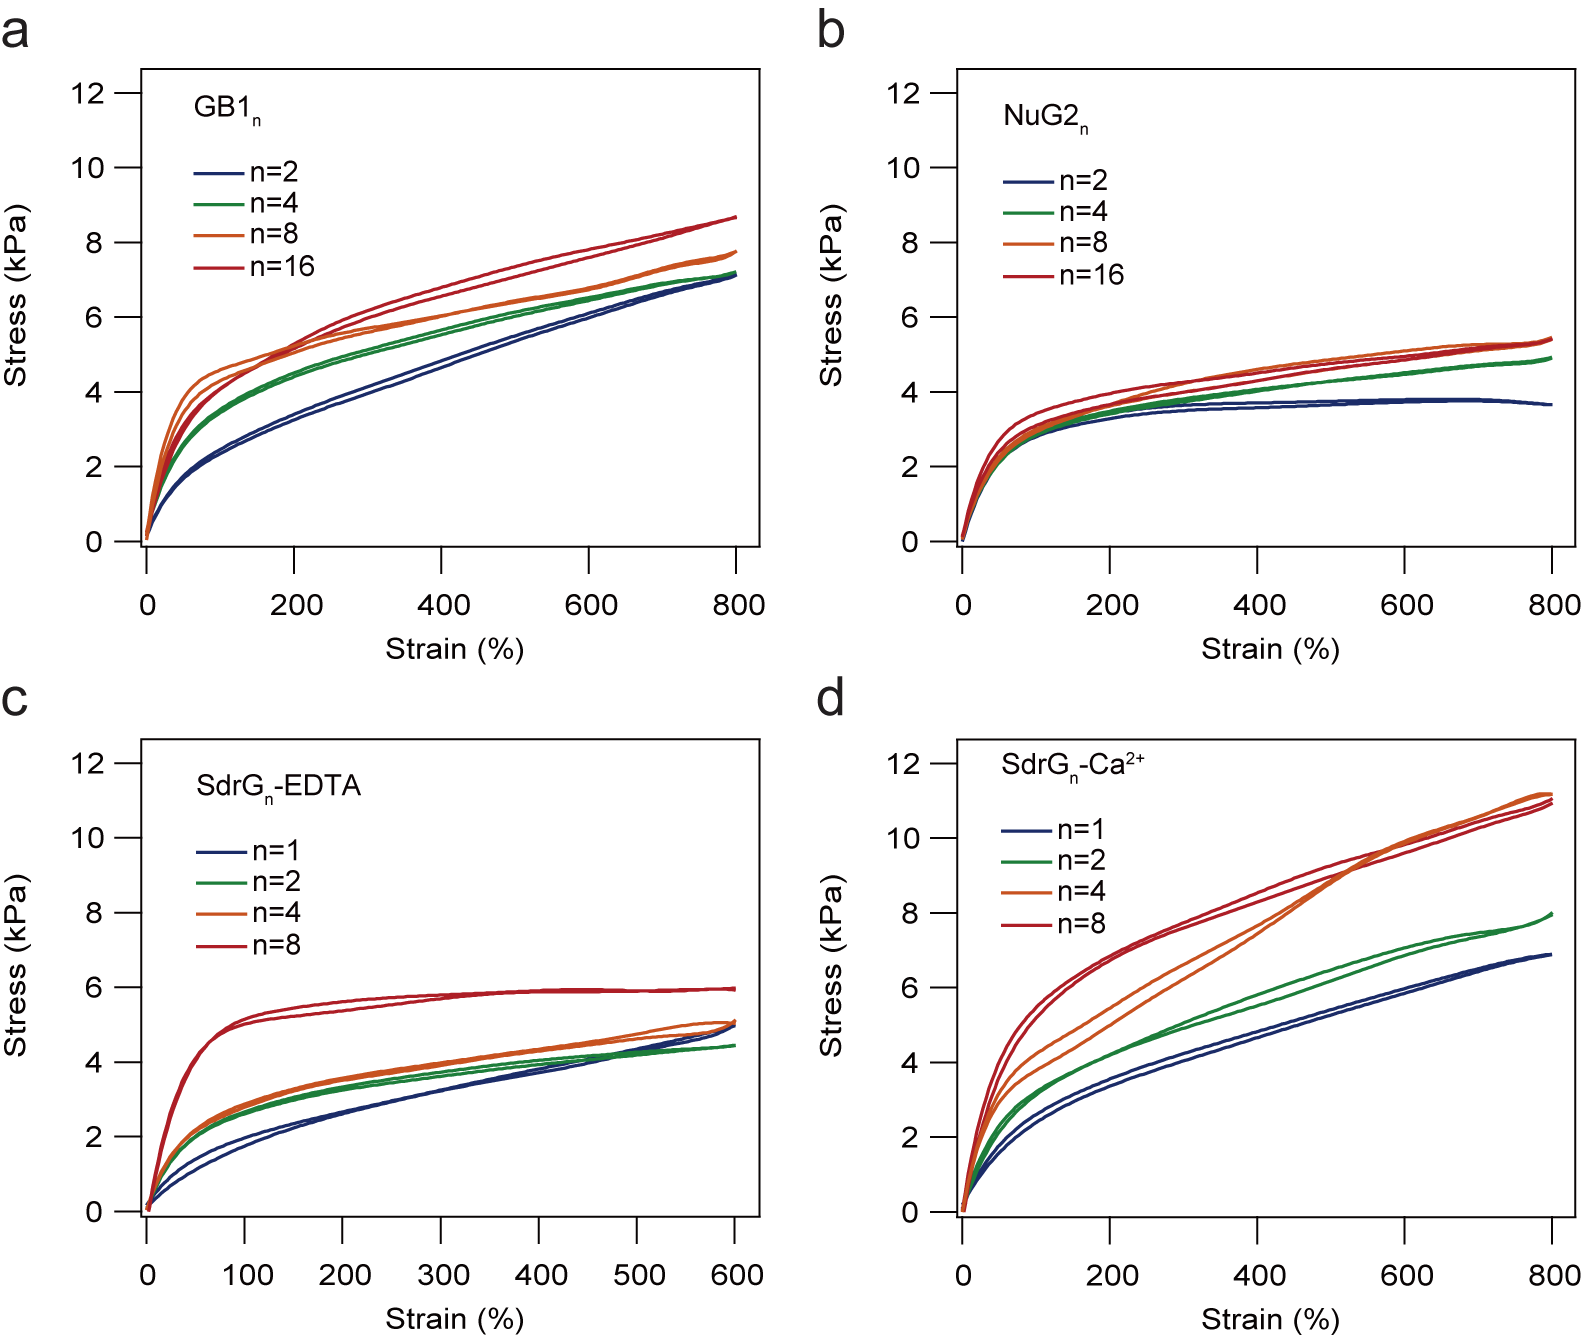 a
GB1n
n=2
n=4
n=8
n=16
12
10
8
6
4
2
0
Stress (kPa)
0 200 400 600 800
Strain (%)
b
NuG2n
n=2
n=4
n=8
n=16
12
10
8
6
4
2
0
Stress (kPa)
0 200 400 600 800
Strain (%)
c
SdrGn-EDTA
n=1
n=2
n=4
n=8
12
10
8
6
4
2
0
Stress (kPa)
0 100 200 300 400 500 600
Strain (%)
d
SdrGn-Ca2+
n=1
n=2
n=4
n=8
12
10
8
6
4
2
0
Stress (kPa)
0 200 400 600 800
Strain (%)